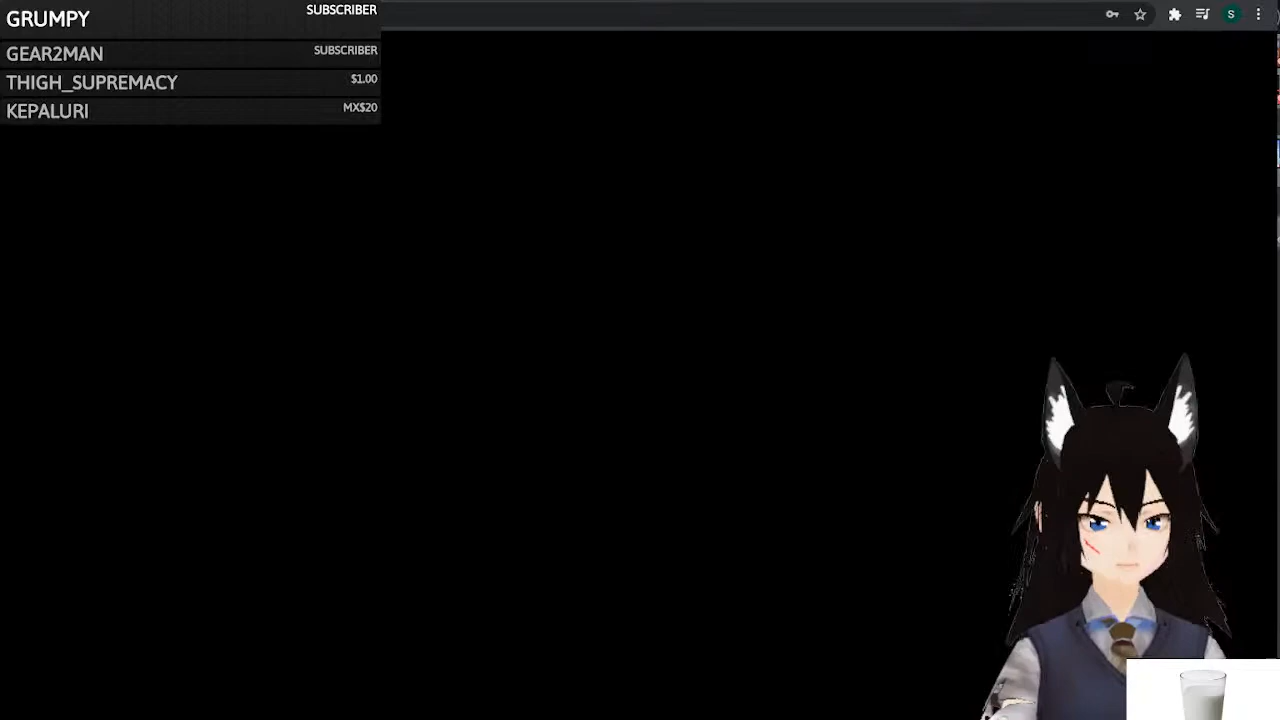 GRUMPY SUBSCRIBER
GEAR2MAN SUBSCRIBER
THIGH_SUPREMACY $1.00
KEPALURI MX$20
S